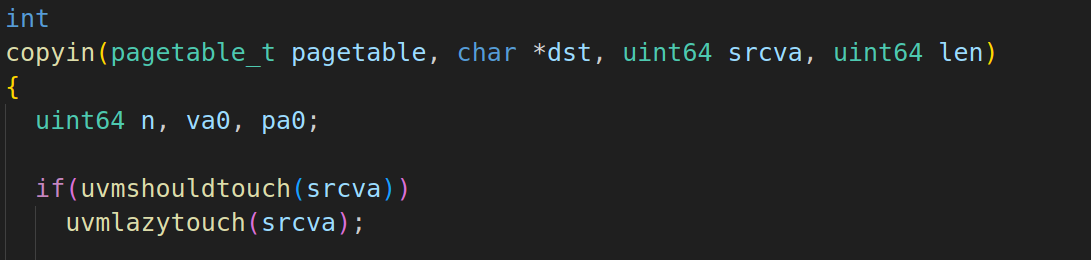 int
copyin(pagetable_t pagetable, char *dst, uint64 srcva, uint64 len)
{
  uint64 n, va0, pa0;
  if(uvmshouldtouch(srcva))
    uvmlazytouch(srcva);